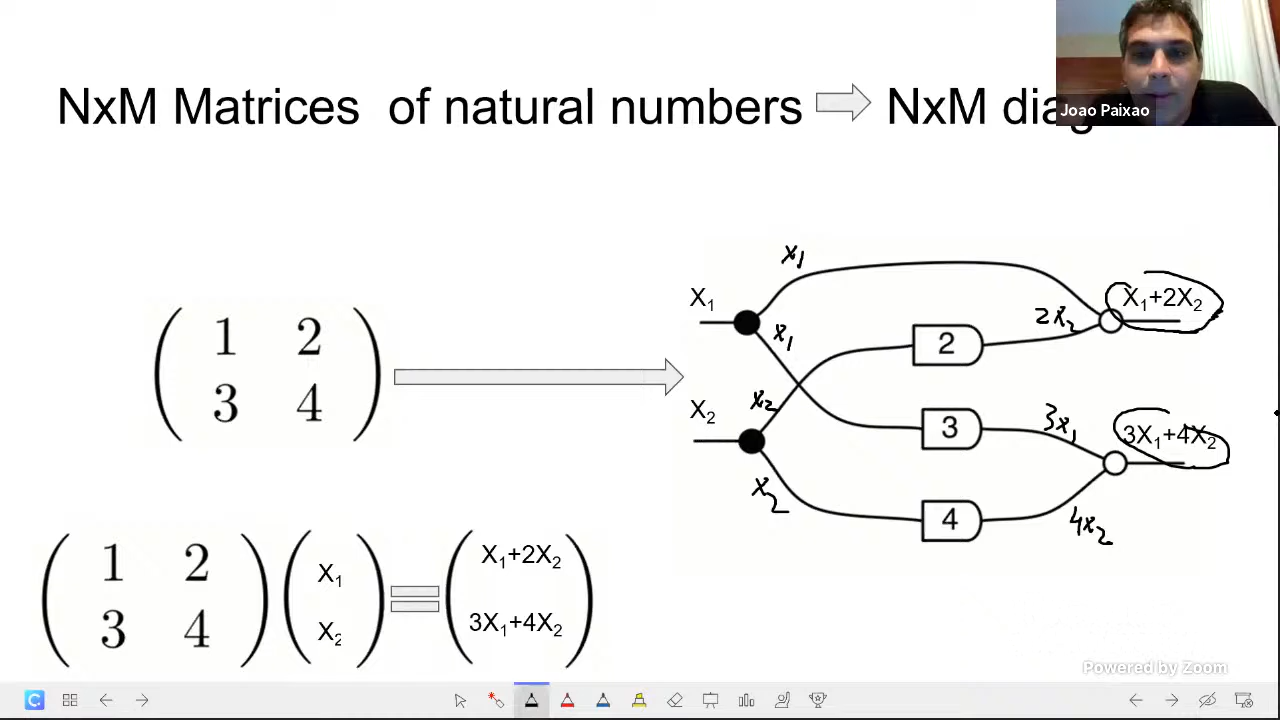 Joao Paixao
NxM Matrices of natural numbers NxM diag
1 2
3 4
x₁
X₁
x₁
2
2x₂
X₁+2X₂
X₂
x₂
3
3x₁
3X₁+4X₂
x₂
4
4x₂
1 2
3 4
X₁
X₂
=
X₁+2X₂
3X₁+4X₂
Powered by Zoom
C